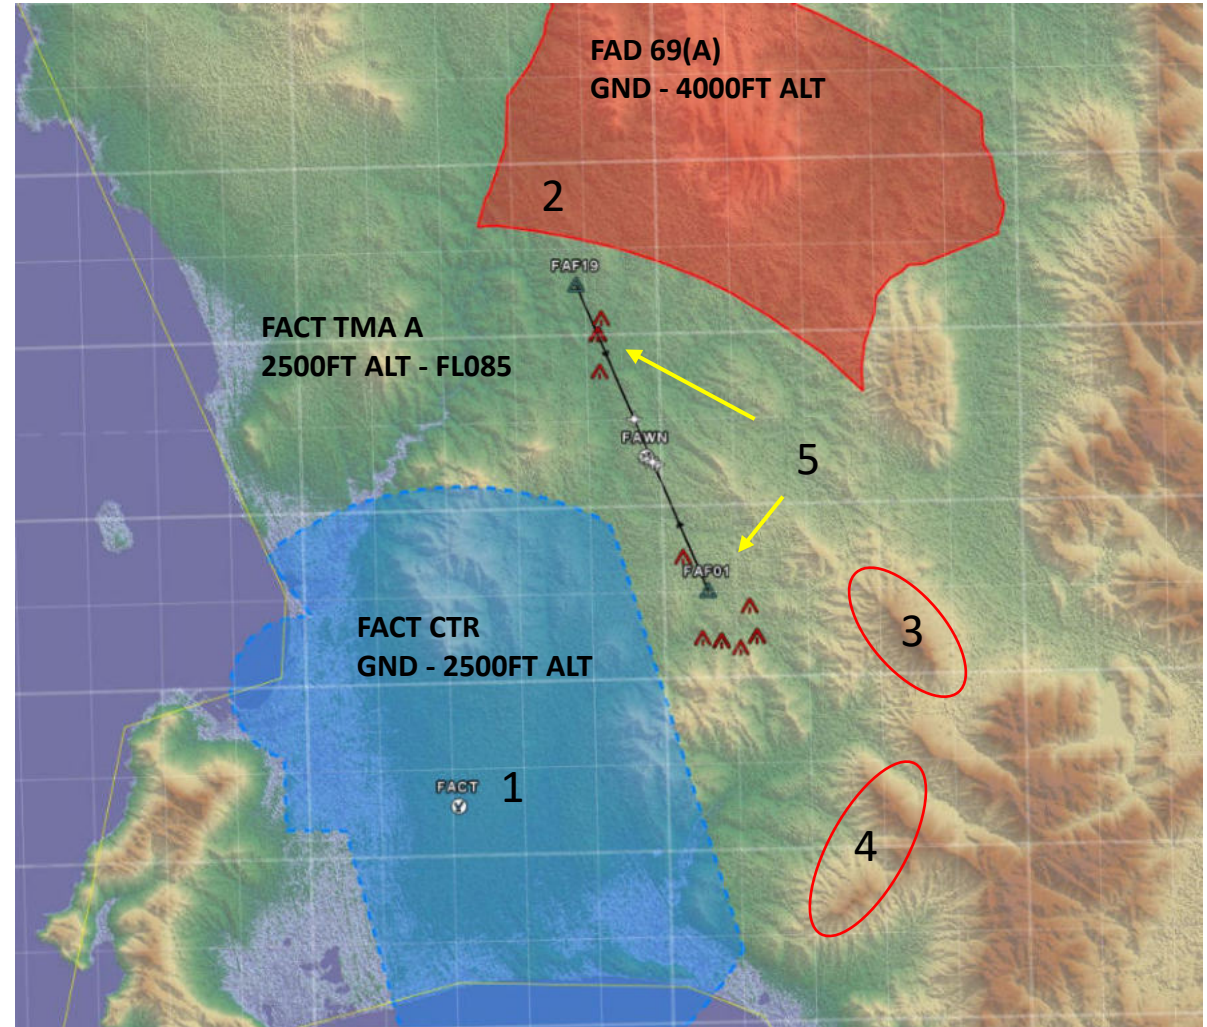 FAD 69(A)
GND - 4000FT ALT
2
FAF19
FACT TMA A
2500FT ALT - FL085
FAWN
5
FAF01
FACT CTR
GND - 2500FT ALT
3
FACT
1
4